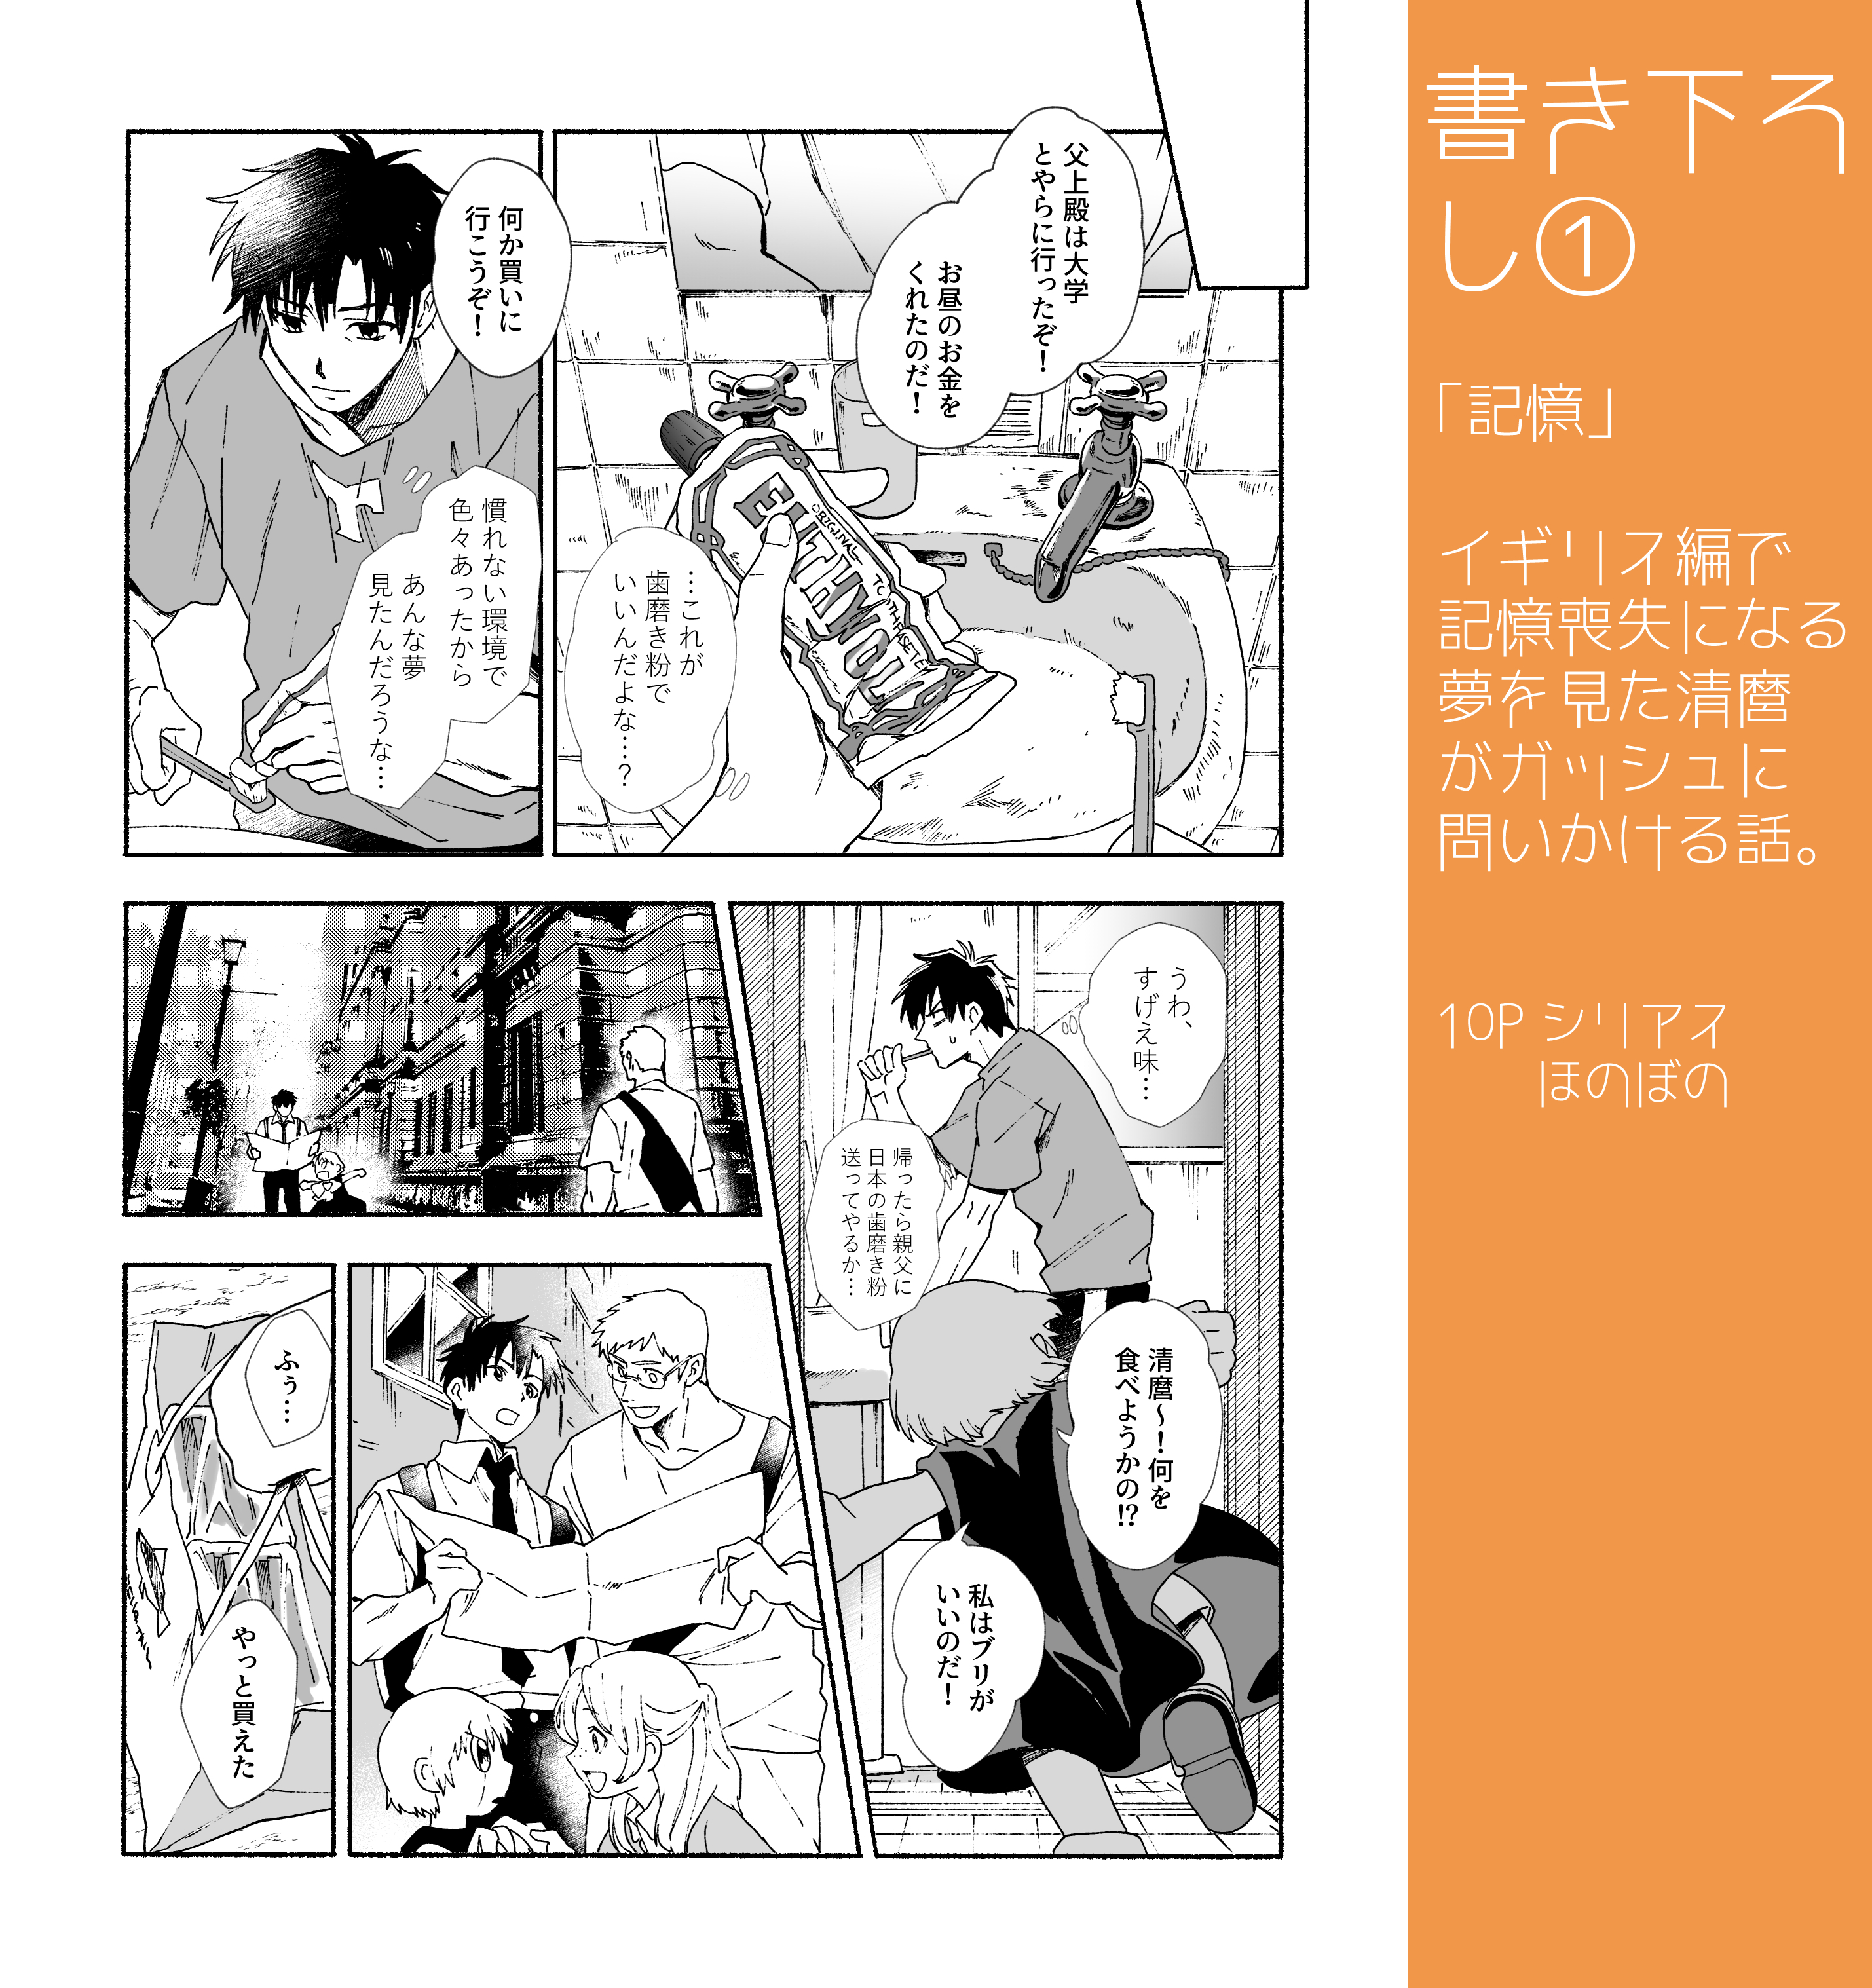 書き下ろ
し①
「記憶」
イギリス編で
記憶喪失になる
夢を見た清麿
がガッシュに
問いかける話。
10P シリアス
ほのぼの
父上殿は大学
とやらに行ったぞ！
お昼のお金を
くれたのだ！
ORIGINAL
EUTHYMOL
…これが
歯磨き粉で
いいんだよな…？
何か買いに
行こうぞ！
慣れない環境で
色々あったから
あんな夢
見たんだろうな…
うわ、
すげえ味…
帰ったら親父に
日本の歯磨き粉
送ってやるか…
清麿～！何を
食べようかの!?
私はブリが
いいのだ！
ふぅ…
やっと買えた